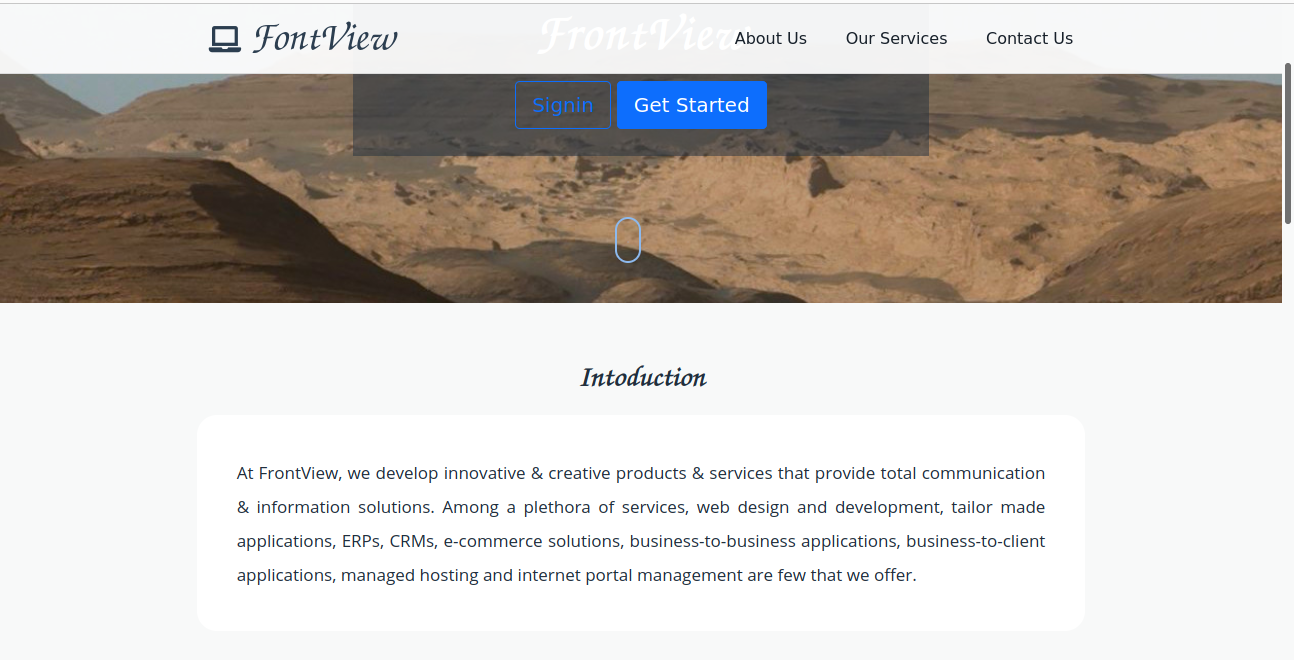 FontView
FrontView
About Us
Our Services
Contact Us
Signin
Get Started
Intoduction
At FrontView, we develop innovative & creative products & services that provide total communication
& information solutions. Among a plethora of services, web design and development, tailor made
applications, ERPs, CRMs, e-commerce solutions, business-to-business applications, business-to-client
applications, managed hosting and internet portal management are few that we offer.